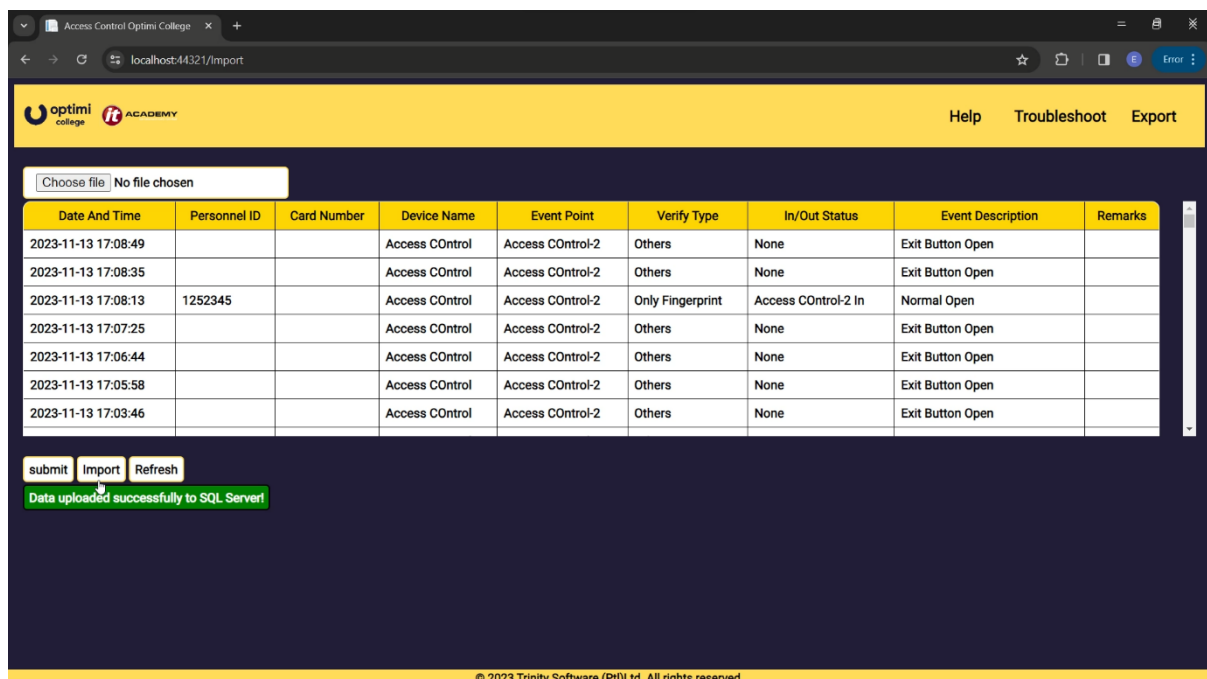 Access Control Optimi College
localhost:44321/Import
E Error
optimi college it ACADEMY
Help Troubleshoot Export
Choose file No file chosen
Date And Time Personnel ID Card Number Device Name Event Point Verify Type In/Out Status Event Description Remarks
2023-11-13 17:08:49 Access COntrol Access COntrol-2 Others None Exit Button Open
2023-11-13 17:08:35 Access COntrol Access COntrol-2 Others None Exit Button Open
2023-11-13 17:08:13 1252345 Access COntrol Access COntrol-2 Only Fingerprint Access COntrol-2 In Normal Open
2023-11-13 17:07:25 Access COntrol Access COntrol-2 Others None Exit Button Open
2023-11-13 17:06:44 Access COntrol Access COntrol-2 Others None Exit Button Open
2023-11-13 17:05:58 Access COntrol Access COntrol-2 Others None Exit Button Open
2023-11-13 17:03:46 Access COntrol Access COntrol-2 Others None Exit Button Open
submit Import Refresh
Data uploaded successfully to SQL Server!
© 2023 Trinity Software (Ptl)Ltd. All rights reserved